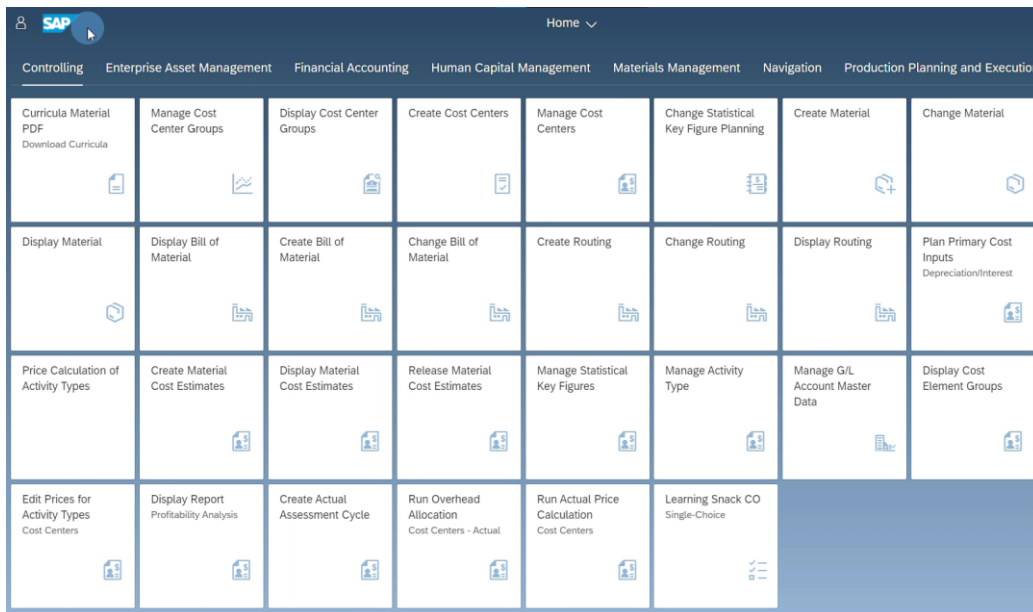 SAP
Home
Controlling Enterprise Asset Management Financial Accounting Human Capital Management Materials Management Navigation Production Planning and Executio
Curricula Material
PDF
Download Curricula
Manage Cost
Center Groups
Display Cost Center
Groups
Create Cost Centers
Manage Cost
Centers
Change Statistical
Key Figure Planning
Create Material
Change Material
Display Material
Display Bill of
Material
Create Bill of
Material
Change Bill of
Material
Create Routing
Change Routing
Display Routing
Plan Primary Cost
Inputs
Depreciation/Interest
Price Calculation of
Activity Types
Create Material
Cost Estimates
Display Material
Cost Estimates
Release Material
Cost Estimates
Manage Statistical
Key Figures
Manage Activity
Type
Manage G/L
Account Master
Data
Display Cost
Element Groups
Edit Prices for
Activity Types
Cost Centers
Display Report
Profitability Analysis
Create Actual
Assessment Cycle
Run Overhead
Allocation
Cost Centers - Actual
Run Actual Price
Calculation
Cost Centers
Learning Snack CO
Single-Choice